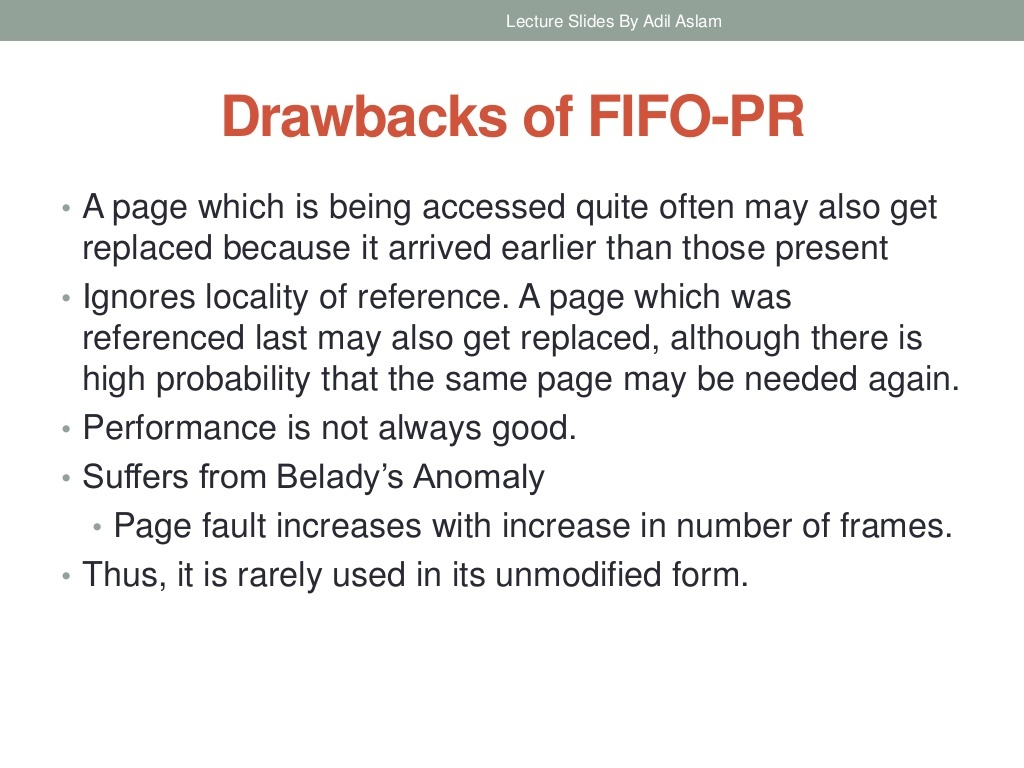 Lecture Slides By Adil Aslam
Drawbacks of FIFO-PR
• A page which is being accessed quite often may also get
replaced because it arrived earlier than those present
• Ignores locality of reference. A page which was
referenced last may also get replaced, although there is
high probability that the same page may be needed again.
• Performance is not always good.
• Suffers from Belady’s Anomaly
• Page fault increases with increase in number of frames.
• Thus, it is rarely used in its unmodified form.